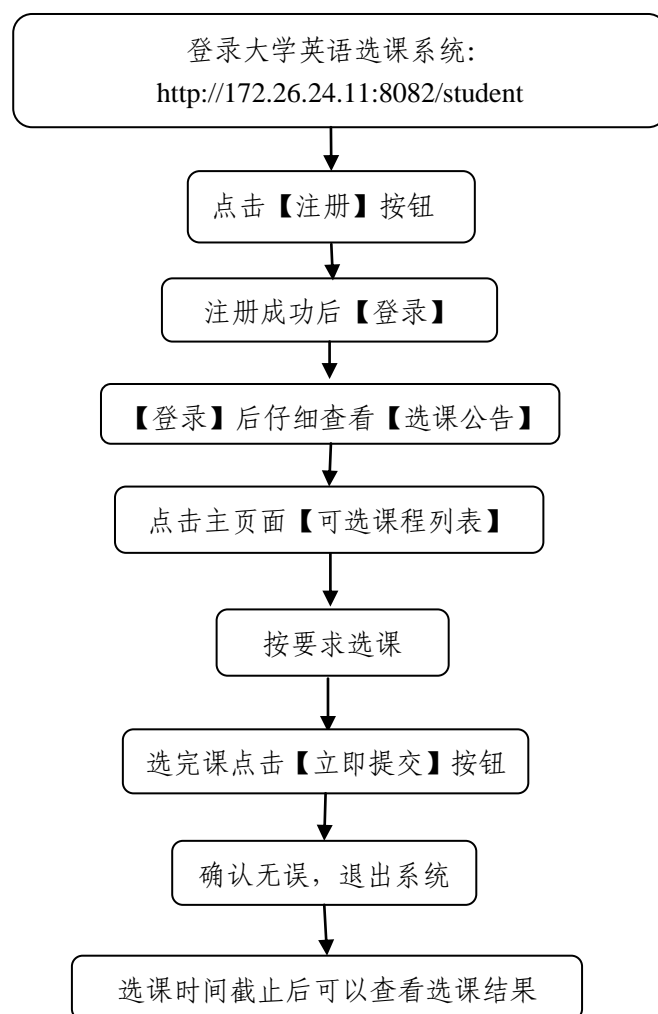 登录大学英语选课系统:
http://172.26.24.11:8082/student
点击【注册】按钮
注册成功后【登录】
【登录】后仔细查看【选课公告】
点击主页面【可选课程列表】
按要求选课
选完课点击【立即提交】按钮
确认无误，退出系统
选课时间截止后可以查看选课结果